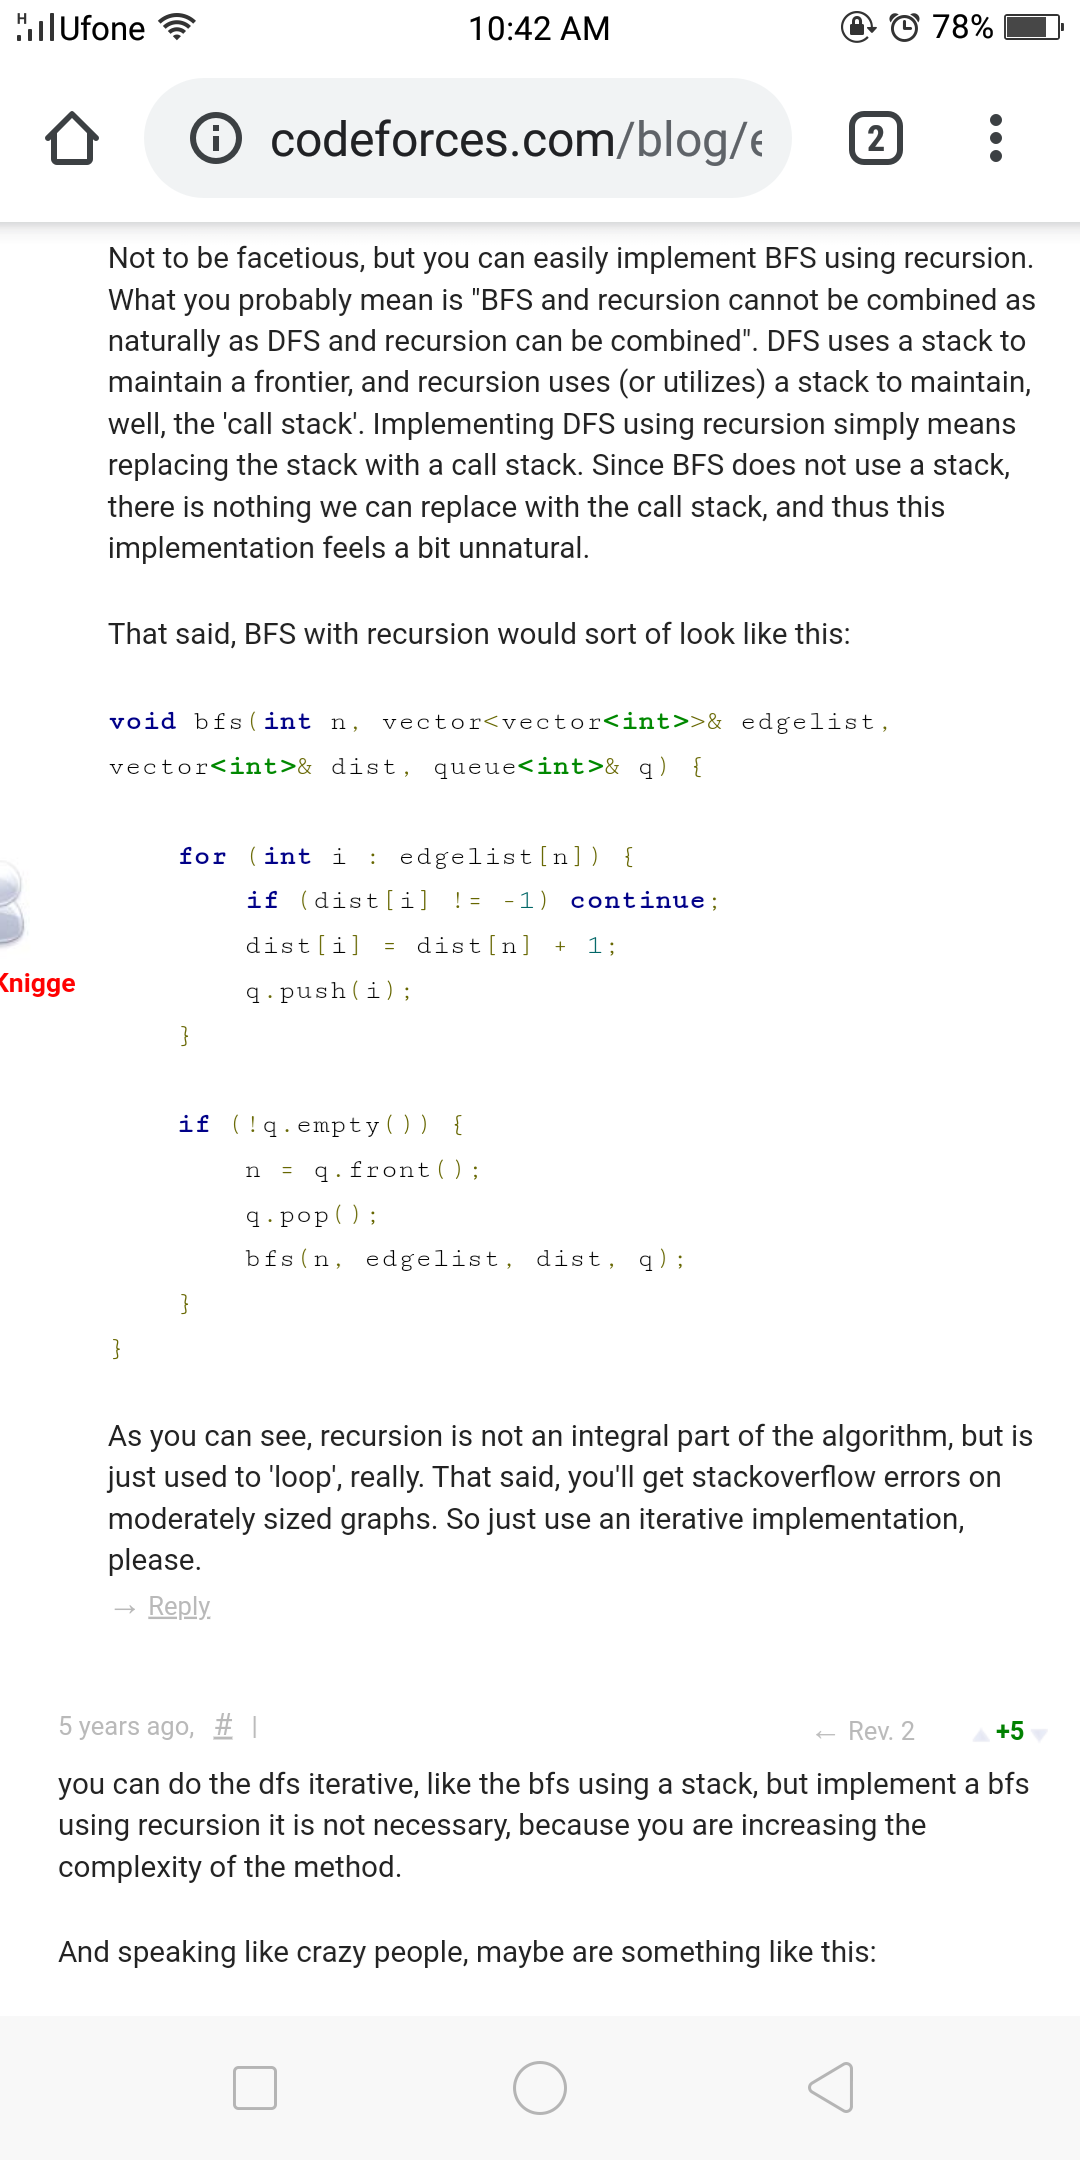 H Ufone 10:42 AM 78%
codeforces.com/blog/e 2
Not to be facetious, but you can easily implement BFS using recursion.
What you probably mean is "BFS and recursion cannot be combined as
naturally as DFS and recursion can be combined". DFS uses a stack to
maintain a frontier, and recursion uses (or utilizes) a stack to maintain,
well, the 'call stack'. Implementing DFS using recursion simply means
replacing the stack with a call stack. Since BFS does not use a stack,
there is nothing we can replace with the call stack, and thus this
implementation feels a bit unnatural.
That said, BFS with recursion would sort of look like this:
void bfs(int n, vector<vector<int>>& edgelist,
vector<int>& dist, queue<int>& q) {
for (int i : edgelist[n]) {
if (dist[i] != -1) continue;
dist[i] = dist[n] + 1;
Knigge
q.push(i);
}
if (!q.empty()) {
n = q.front();
q.pop();
bfs(n, edgelist, dist, q);
}
}
As you can see, recursion is not an integral part of the algorithm, but is
just used to 'loop', really. That said, you'll get stackoverflow errors on
moderately sized graphs. So just use an iterative implementation,
please.
→ Reply
5 years ago, # | ← Rev. 2 +5
you can do the dfs iterative, like the bfs using a stack, but implement a bfs
using recursion it is not necessary, because you are increasing the
complexity of the method.
And speaking like crazy people, maybe are something like this: